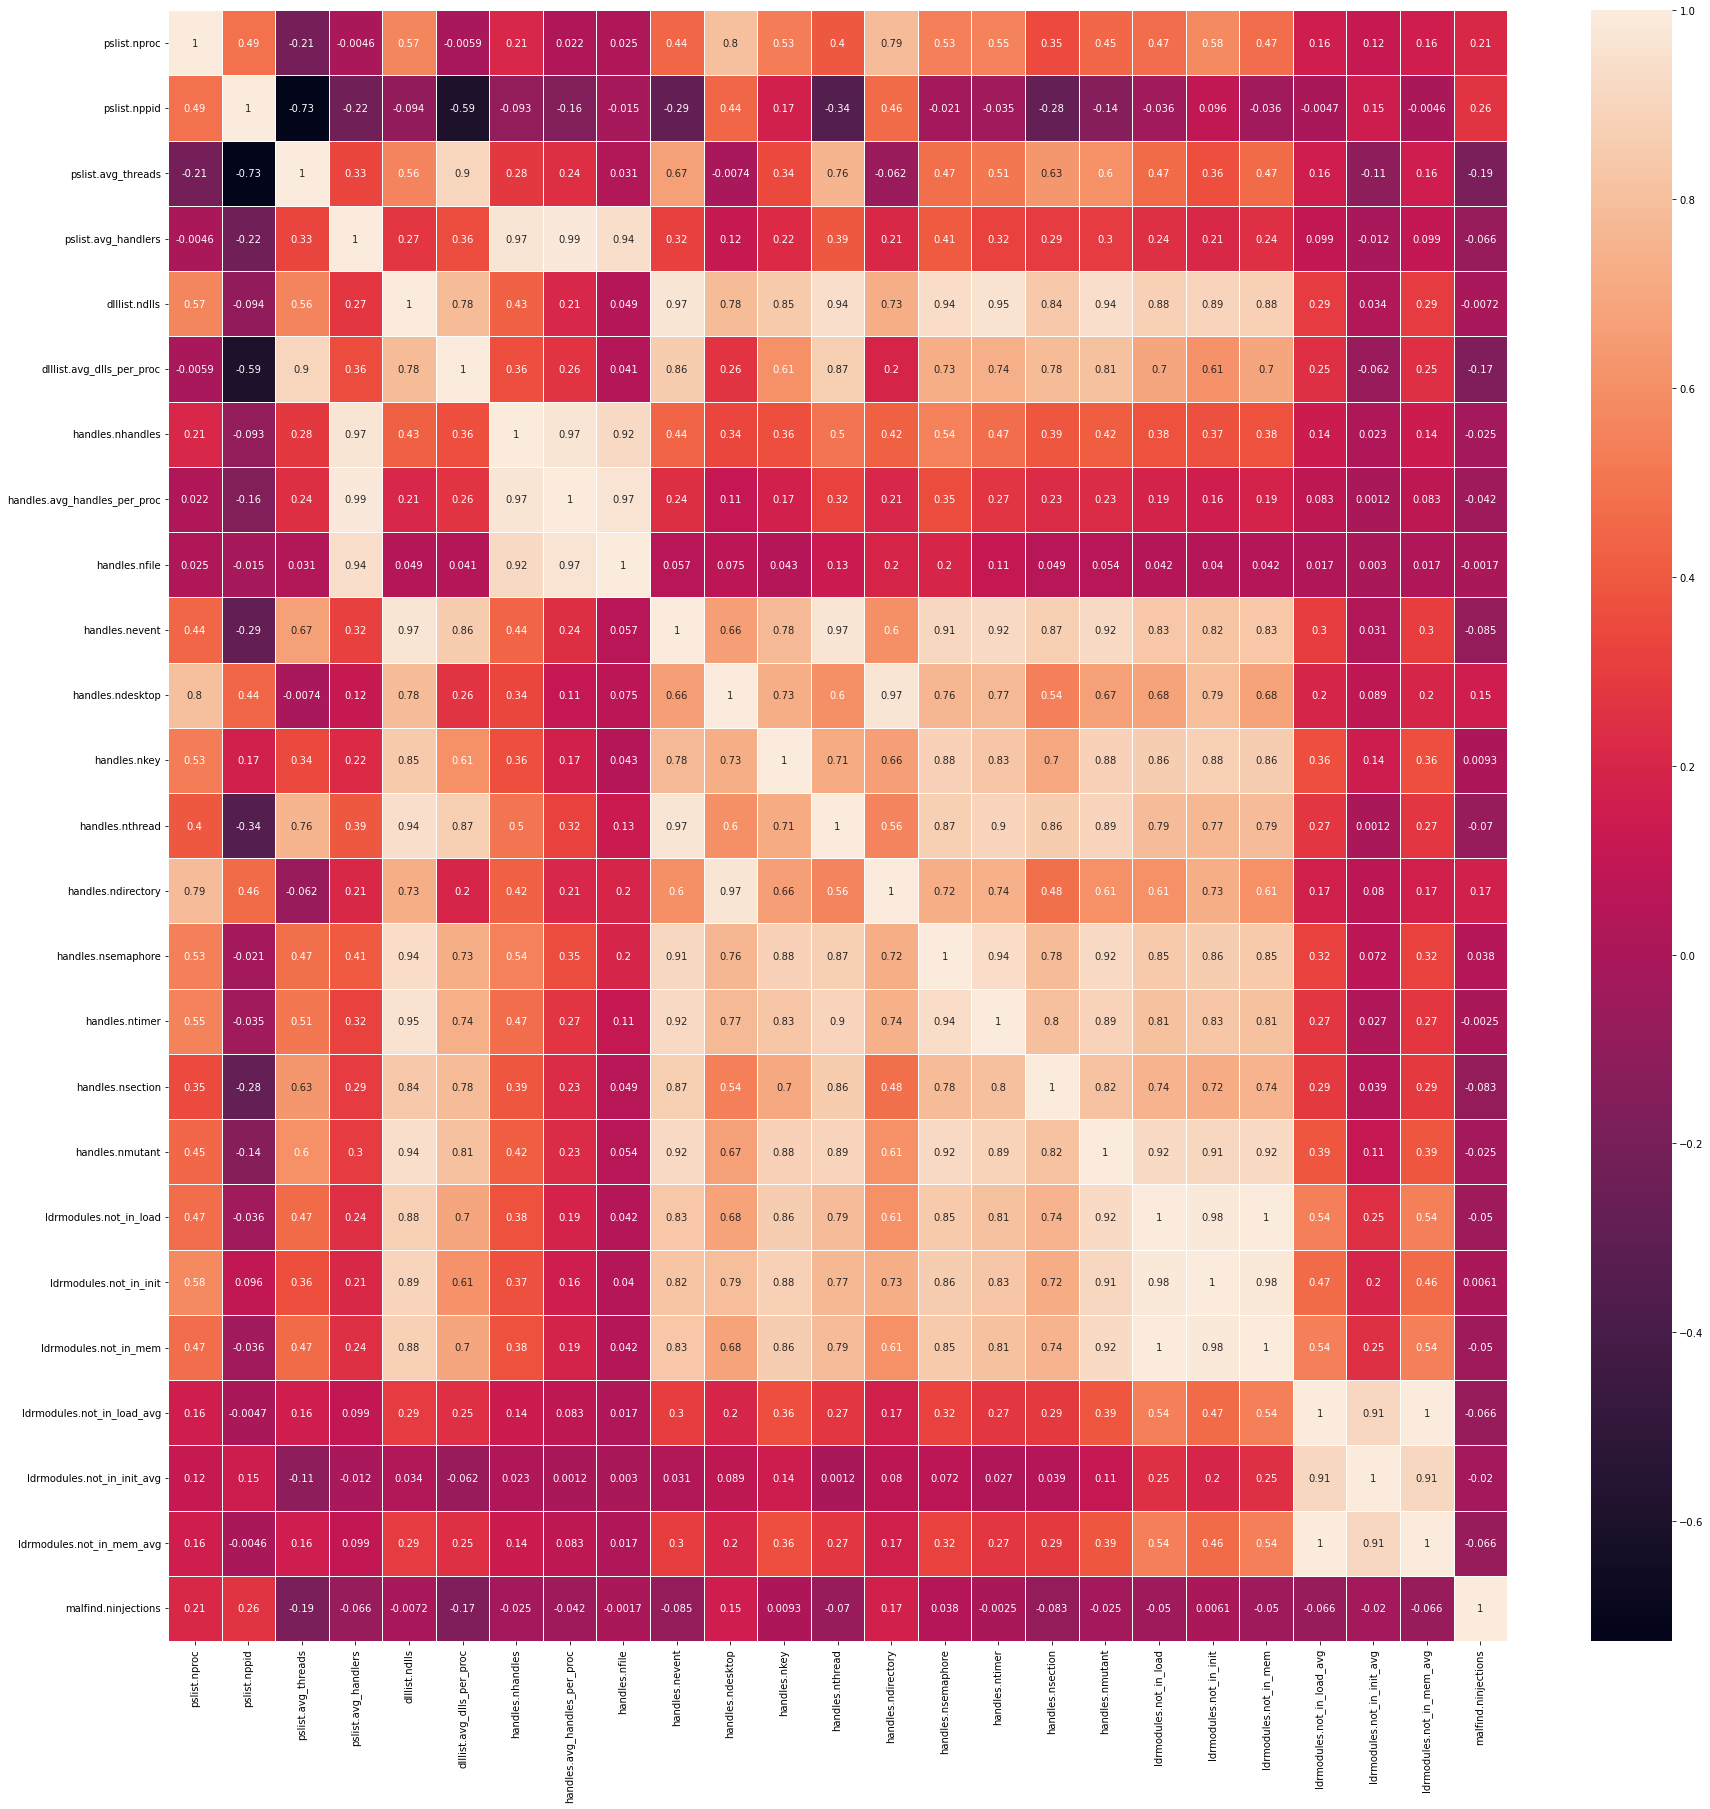 pslist.nproc 1 0.49 -0.21 -0.0046 0.57 -0.0059 0.21 0.022 0.025 0.44 0.8 0.53 0.4 0.79 0.53 0.55 0.35 0.45 0.47 0.58 0.47 0.16 0.12 0.16 0.21
pslist.nppid 0.49 1 -0.73 -0.22 -0.094 -0.59 -0.093 -0.16 -0.015 -0.29 0.44 0.17 -0.34 0.46 -0.021 -0.035 -0.28 -0.14 -0.036 0.096 -0.036 -0.0047 0.15 -0.0046 0.26
pslist.avg_threads -0.21 -0.73 1 0.33 0.56 0.9 0.28 0.24 0.031 0.67 -0.0074 0.34 0.76 -0.062 0.47 0.51 0.63 0.6 0.47 0.36 0.47 0.16 -0.11 0.16 -0.19
pslist.avg_handlers -0.0046 -0.22 0.33 1 0.27 0.36 0.97 0.99 0.94 0.32 0.12 0.22 0.39 0.21 0.41 0.32 0.29 0.3 0.24 0.21 0.24 0.099 -0.012 0.099 -0.066
dlllist.ndlls 0.57 -0.094 0.56 0.27 1 0.78 0.43 0.21 0.049 0.97 0.78 0.85 0.94 0.73 0.94 0.95 0.84 0.94 0.88 0.89 0.88 0.29 0.034 0.29 -0.0072
dlllist.avg_dlls_per_proc -0.0059 -0.59 0.9 0.36 0.78 1 0.36 0.26 0.041 0.86 0.26 0.61 0.87 0.2 0.73 0.74 0.78 0.81 0.7 0.61 0.7 0.25 -0.062 0.25 -0.17
handles.nhandles 0.21 -0.093 0.28 0.97 0.43 0.36 1 0.97 0.92 0.44 0.34 0.36 0.5 0.42 0.54 0.47 0.39 0.42 0.38 0.37 0.38 0.14 0.023 0.14 -0.025
handles.avg_handles_per_proc 0.022 -0.16 0.24 0.99 0.21 0.26 0.97 1 0.97 0.24 0.11 0.17 0.32 0.21 0.35 0.27 0.23 0.23 0.19 0.16 0.19 0.083 0.0012 0.083 -0.042
handles.nfile 0.025 -0.015 0.031 0.94 0.049 0.041 0.92 0.97 1 0.057 0.075 0.043 0.13 0.2 0.2 0.11 0.049 0.054 0.042 0.04 0.042 0.017 0.003 0.017 -0.0017
handles.nevent 0.44 -0.29 0.67 0.32 0.97 0.86 0.44 0.24 0.057 1 0.66 0.78 0.97 0.6 0.91 0.92 0.87 0.92 0.83 0.82 0.83 0.3 0.031 0.3 -0.085
handles.ndesktop 0.8 0.44 -0.0074 0.12 0.78 0.26 0.34 0.11 0.075 0.66 1 0.73 0.6 0.97 0.76 0.77 0.54 0.67 0.68 0.79 0.68 0.2 0.089 0.2 0.15
handles.nkey 0.53 0.17 0.34 0.22 0.85 0.61 0.36 0.17 0.043 0.78 0.73 1 0.71 0.66 0.88 0.83 0.7 0.88 0.86 0.88 0.86 0.36 0.14 0.36 0.0093
handles.nthread 0.4 -0.34 0.76 0.39 0.94 0.87 0.5 0.32 0.13 0.97 0.6 0.71 1 0.56 0.87 0.9 0.86 0.89 0.79 0.77 0.79 0.27 0.0012 0.27 -0.07
handles.ndirectory 0.79 0.46 -0.062 0.21 0.73 0.2 0.42 0.21 0.2 0.6 0.97 0.66 0.56 1 0.72 0.74 0.48 0.61 0.61 0.73 0.61 0.17 0.08 0.17 0.17
handles.nsemaphore 0.53 -0.021 0.47 0.41 0.94 0.73 0.54 0.35 0.2 0.91 0.76 0.88 0.87 0.72 1 0.94 0.78 0.92 0.85 0.86 0.85 0.32 0.072 0.32 0.038
handles.ntimer 0.55 -0.035 0.51 0.32 0.95 0.74 0.47 0.27 0.11 0.92 0.77 0.83 0.9 0.74 0.94 1 0.8 0.89 0.81 0.83 0.81 0.27 0.027 0.27 -0.0025
handles.nsection 0.35 -0.28 0.63 0.29 0.84 0.78 0.39 0.23 0.049 0.87 0.54 0.7 0.86 0.48 0.78 0.8 1 0.82 0.74 0.72 0.74 0.29 0.039 0.29 -0.083
handles.nmutant 0.45 -0.14 0.6 0.3 0.94 0.81 0.42 0.23 0.054 0.92 0.67 0.88 0.89 0.61 0.92 0.89 0.82 1 0.92 0.91 0.92 0.39 0.11 0.39 -0.025
ldrmodules.not_in_load 0.47 -0.036 0.47 0.24 0.88 0.7 0.38 0.19 0.042 0.83 0.68 0.86 0.79 0.61 0.85 0.81 0.74 0.92 1 0.98 1 0.54 0.25 0.54 -0.05
ldrmodules.not_in_init 0.58 0.096 0.36 0.21 0.89 0.61 0.37 0.16 0.04 0.82 0.79 0.88 0.77 0.73 0.86 0.83 0.72 0.91 0.98 1 0.98 0.47 0.2 0.46 0.0061
ldrmodules.not_in_mem 0.47 -0.036 0.47 0.24 0.88 0.7 0.38 0.19 0.042 0.83 0.68 0.86 0.79 0.61 0.85 0.81 0.74 0.92 1 0.98 1 0.54 0.25 0.54 -0.05
ldrmodules.not_in_load_avg 0.16 -0.0047 0.16 0.099 0.29 0.25 0.14 0.083 0.017 0.3 0.2 0.36 0.27 0.17 0.32 0.27 0.29 0.39 0.54 0.47 0.54 1 0.91 1 -0.066
ldrmodules.not_in_init_avg 0.12 0.15 -0.11 -0.012 0.034 -0.062 0.023 0.0012 0.003 0.031 0.089 0.14 0.0012 0.08 0.072 0.027 0.039 0.11 0.25 0.2 0.25 0.91 1 0.91 -0.02
ldrmodules.not_in_mem_avg 0.16 -0.0046 0.16 0.099 0.29 0.25 0.14 0.083 0.017 0.3 0.2 0.36 0.27 0.17 0.32 0.27 0.29 0.39 0.54 0.46 0.54 1 0.91 1 -0.066
malfind.ninjections 0.21 0.26 -0.19 -0.066 -0.0072 -0.17 -0.025 -0.042 -0.0017 -0.085 0.15 0.0093 -0.07 0.17 0.038 -0.0025 -0.083 -0.025 -0.05 0.0061 -0.05 -0.066 -0.02 -0.066 1
pslist.nproc
pslist.nppid
pslist.avg_threads
pslist.avg_handlers
dlllist.ndlls
dlllist.avg_dlls_per_proc
handles.nhandles
handles.avg_handles_per_proc
handles.nfile
handles.nevent
handles.ndesktop
handles.nkey
handles.nthread
handles.ndirectory
handles.nsemaphore
handles.ntimer
handles.nsection
handles.nmutant
ldrmodules.not_in_load
ldrmodules.not_in_init
ldrmodules.not_in_mem
ldrmodules.not_in_load_avg
ldrmodules.not_in_init_avg
ldrmodules.not_in_mem_avg
malfind.ninjections
1.0
0.8
0.6
0.4
0.2
0.0
−0.2
−0.4
−0.6